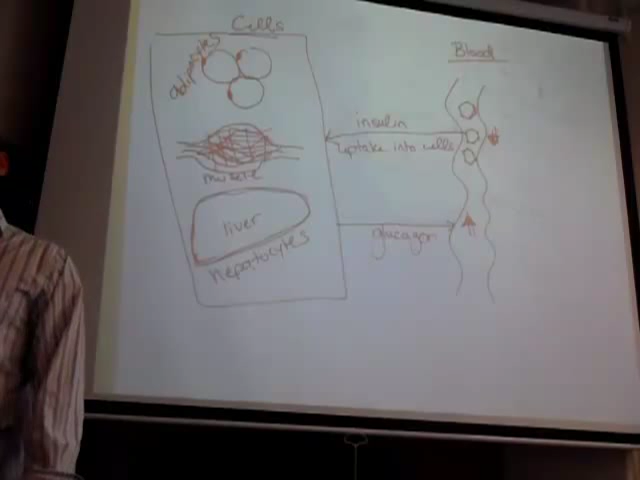 Cells
Blood
adipocytes
insulin
uptake into cells
muscle
liver
glucagon
hepatocytes